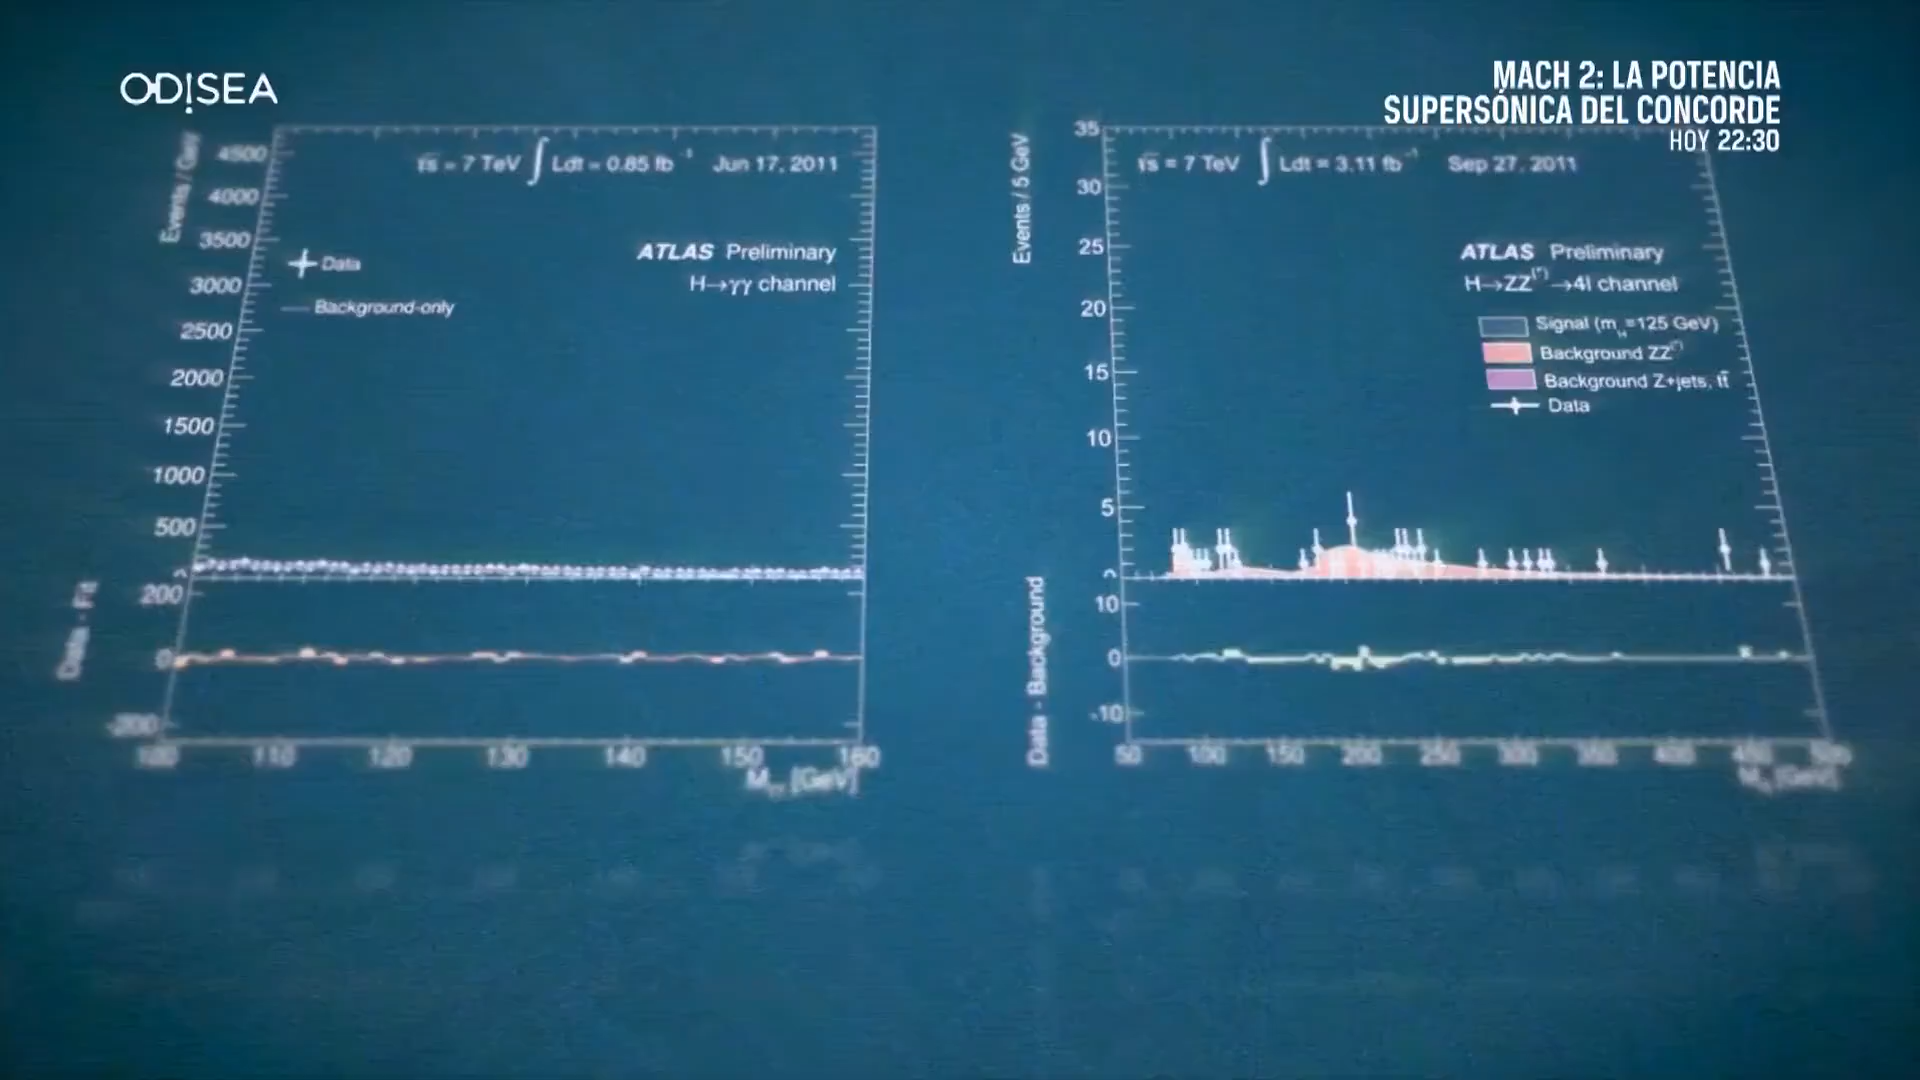 ODISEA
MACH 2: LA POTENCIA
SUPERSÓNICA DEL CONCORDE
HOY 22:30
Events / GeV
4500
4000
3500
3000
2500
2000
1500
1000
500
√s = 7 TeV ∫ Ldt = 0.85 fb⁻¹ Jun 17, 2011
ATLAS Preliminary
H→γγ channel
Data
Background-only
Data - Fit
200
0
-200
100 110 120 130 140 150 160
Mγγ [GeV]
Events / 5 GeV
35
30
25
20
15
10
5
√s = 7 TeV ∫ Ldt = 3.11 fb⁻¹ Sep 27, 2011
ATLAS Preliminary
H→ZZ(*)→4l channel
Signal (mH=125 GeV)
Background ZZ(*)
Background Z+jets, tt̄
Data
Data - Background
10
0
-10
50 100 150 200 250 300 350 400 450 500
[GeV]